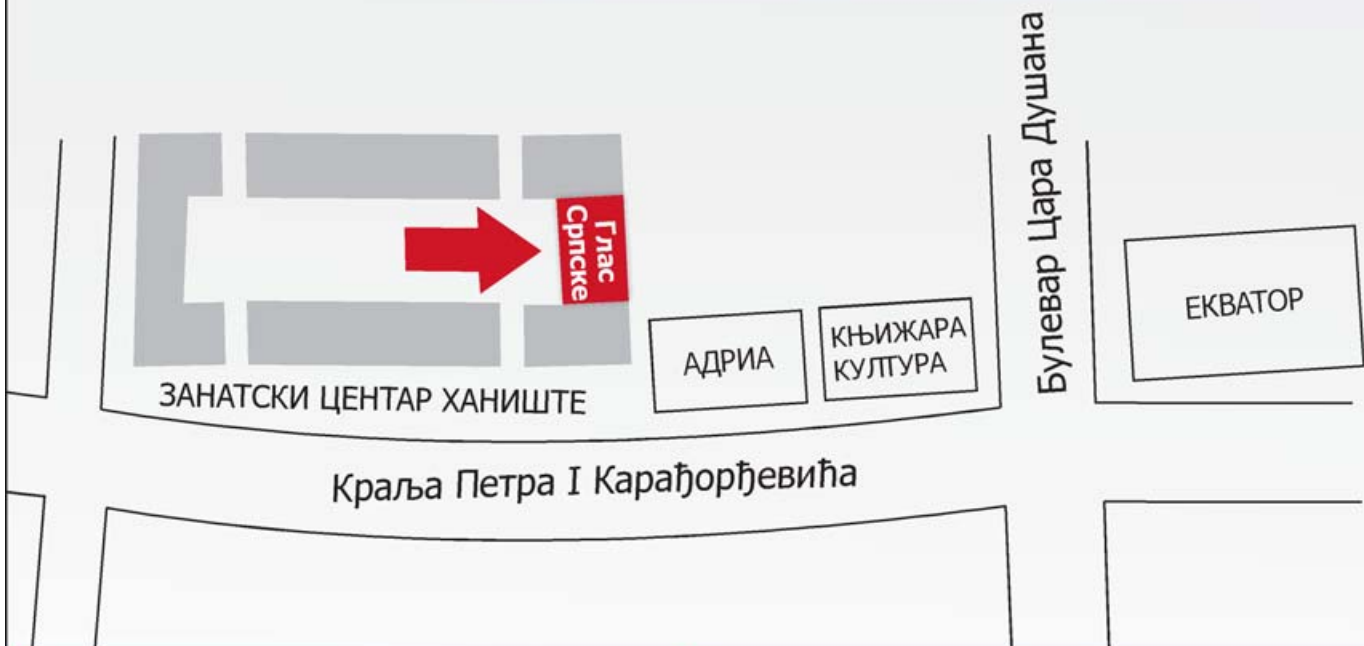 Булевар Цара Душана
Глас
Српске
ЕКВАТОР
АДРИА
КЊИЖАРА
КУЛТУРА
ЗАНАТСКИ ЦЕНТАР ХАНИШТЕ
Краља Петра I Карађорђевића